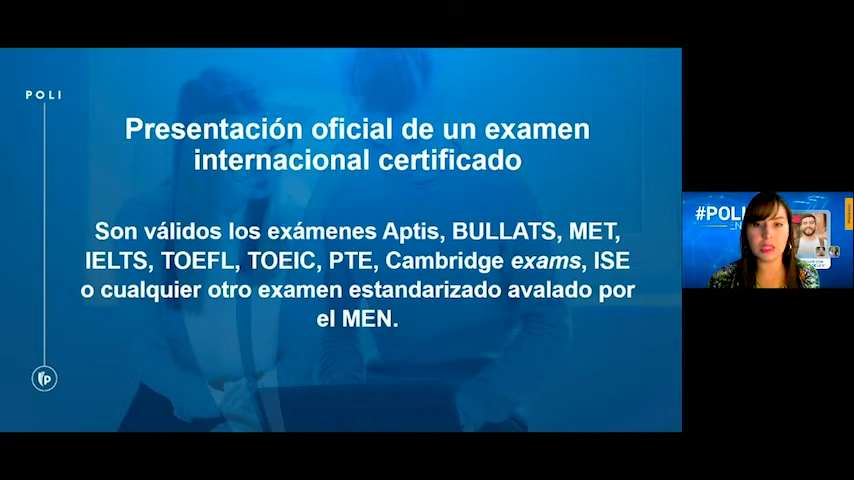 POLI
Presentación oficial de un examen
internacional certificado
Son válidos los exámenes Aptis, BULLATS, MET,
IELTS, TOEFL, TOEIC, PTE, Cambridge exams, ISE
o cualquier otro examen estandarizado avalado por
el MEN.
p
#POLI